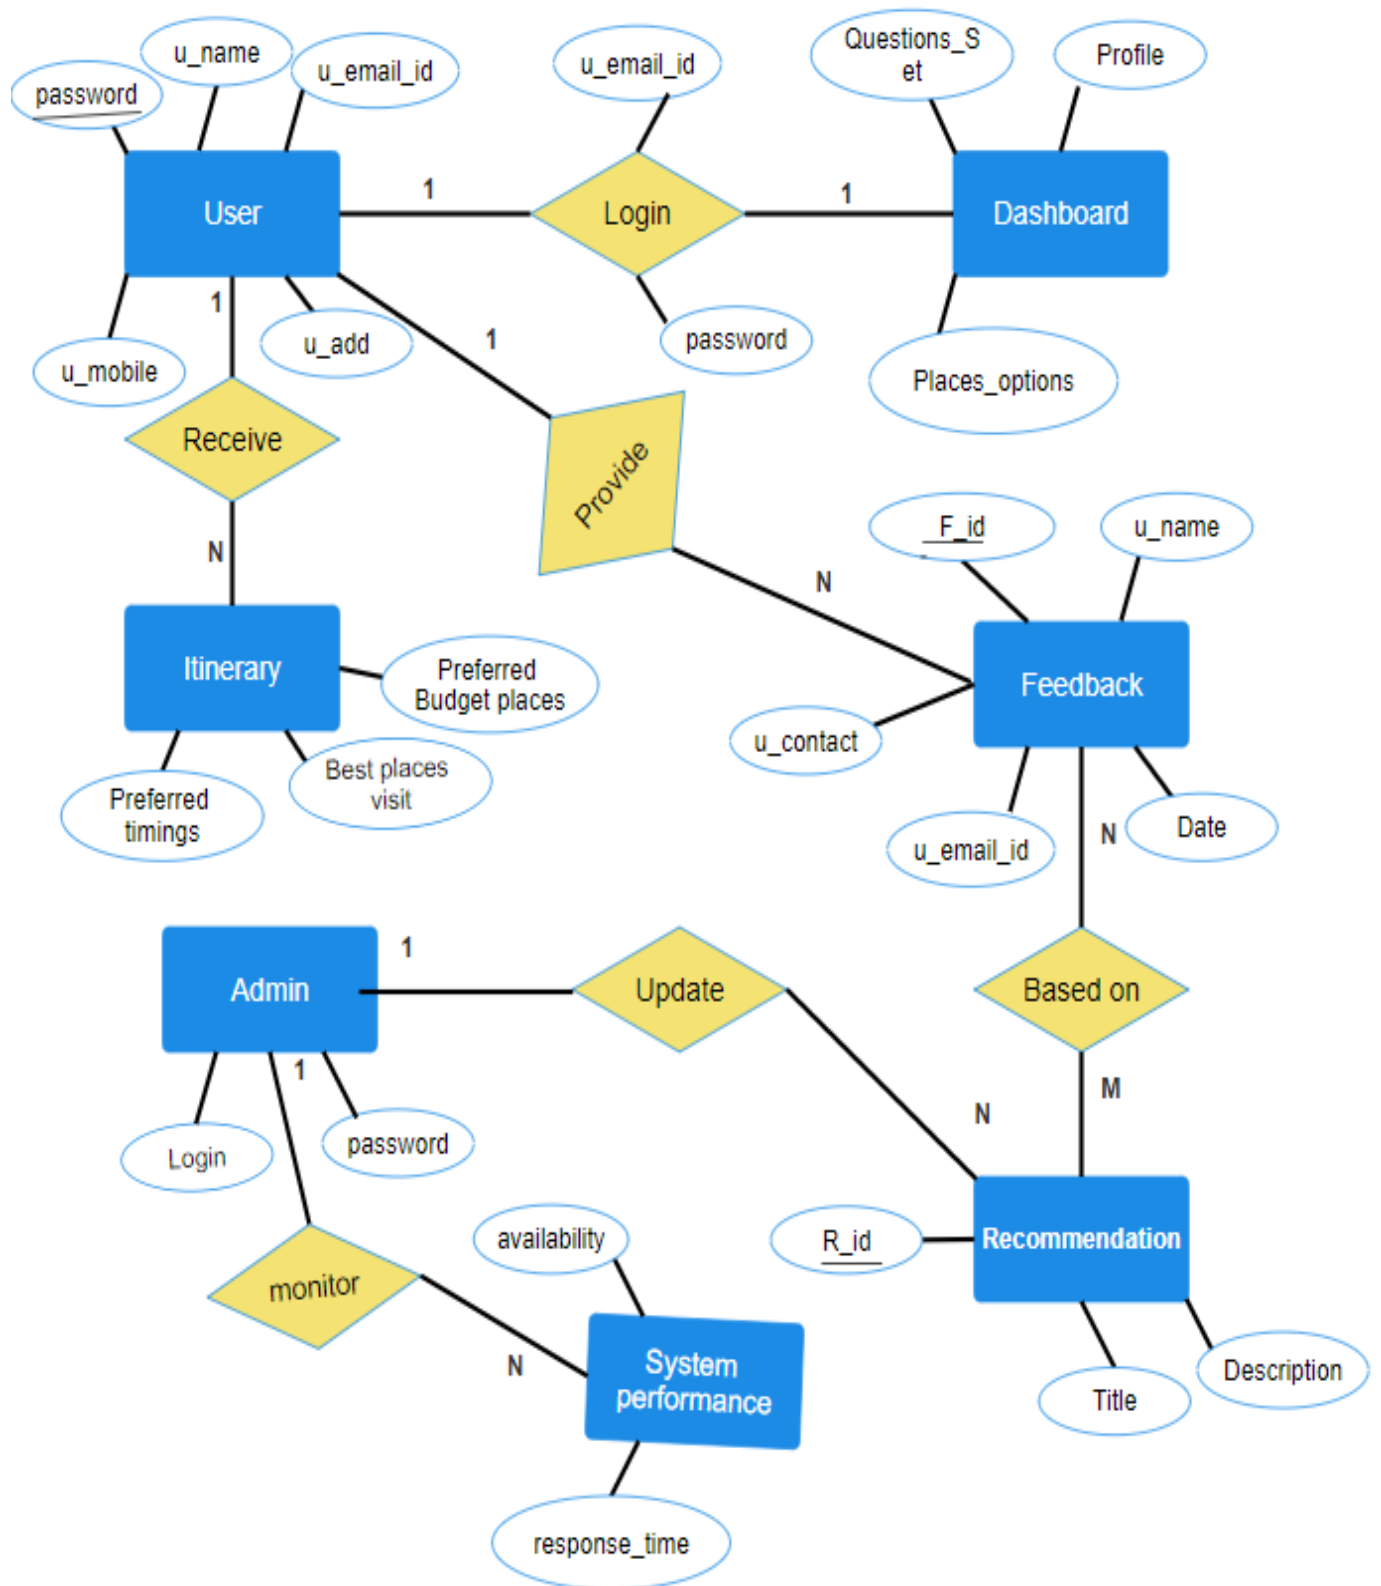 u_name
u_email_id
password
u_email_id
Questions_S
et
Profile
User
1
Login
1
Dashboard
1
u_mobile
u_add
1
password
Places_options
Receive
Provide
N
N
F_id
u_name
Itinerary
Preferred
Budget places
Feedback
u_contact
Best places
visit
Preferred
timings
u_email_id
N
Date
Admin
1
Update
Based on
1
M
N
Login
password
availability
R_id
Recommendation
monitor
N
System
performance
Title
Description
response_time